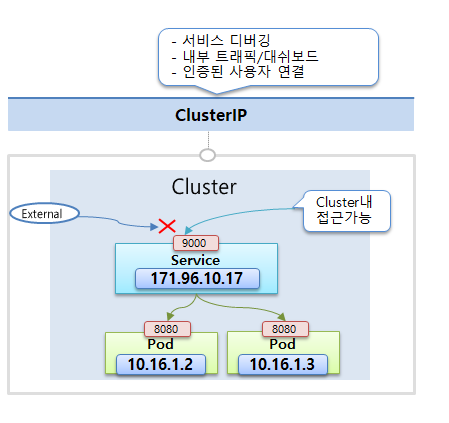 - 서비스 디버깅
- 내부 트래픽/대쉬보드
- 인증된 사용자 연결
ClusterIP
Cluster
External
Cluster내
접근가능
9000
Service
171.96.10.17
8080
Pod
10.16.1.2
8080
Pod
10.16.1.3